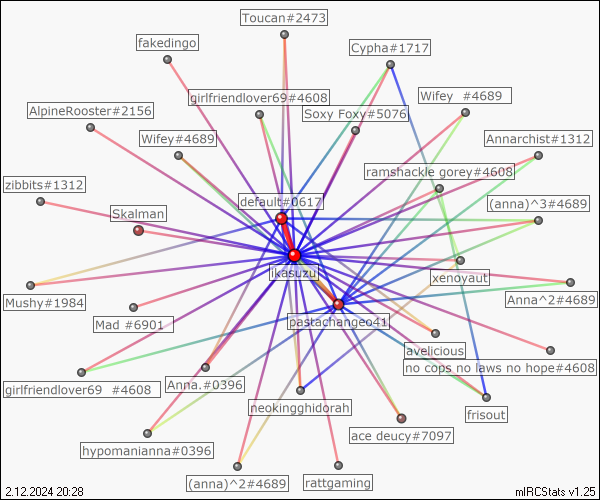 Toucan#2473
fakedingo
Cypha#1717
girlfriendlover69#4608
Wifey  #4689
AlpineRooster#2156
Soxy Foxy#5076
Wifey#4689
Annarchist#1312
ramshackle gorey#4608
zibbits#1312
default#0617
(anna)^3#4689
Skalman
ikasuzu
xenoyaut
Mushy#1984
Anna^2#4689
Mad #6901
pastachangeo41
avelicious
no cops no laws no hope#4608
girlfriendlover69  #4608
Anna.#0396
neokingghidorah
frisout
ace deucy#7097
hypomanianna#0396
(anna)^2#4689
rattgaming
2.12.2024 20:28
mIRCStats v1.25